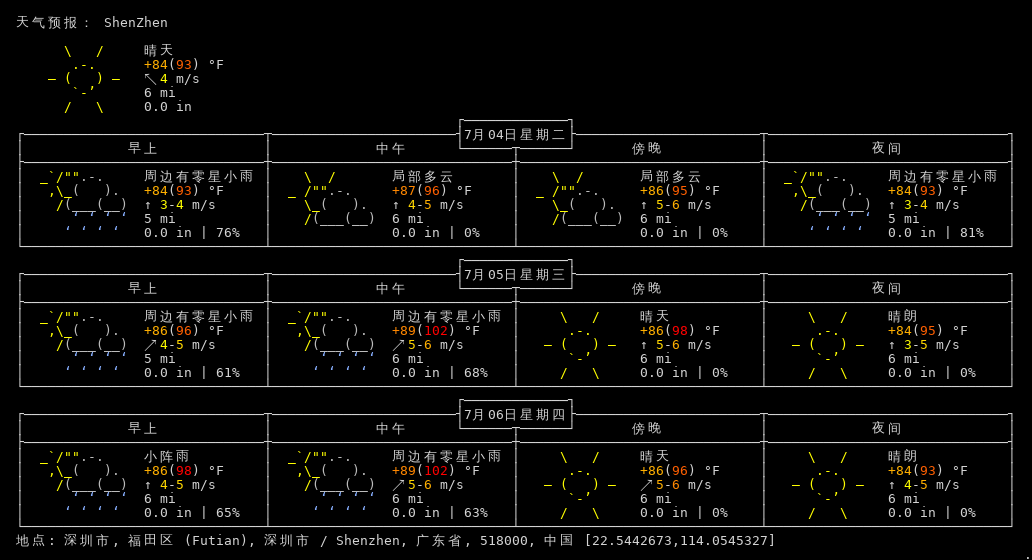 天气预报： ShenZhen
晴天
+84(93) °F
↖ 4 m/s
6 mi
0.0 in
7月04日星期二
早上 中午 傍晚 夜间
周边有零星小雨 局部多云 局部多云 周边有零星小雨
+84(93) °F +87(96) °F +86(95) °F +84(93) °F
↑ 3-4 m/s ↑ 4-5 m/s ↑ 5-6 m/s ↑ 3-4 m/s
5 mi 6 mi 6 mi 5 mi
0.0 in | 76% 0.0 in | 0% 0.0 in | 0% 0.0 in | 81%
7月05日星期三
早上 中午 傍晚 夜间
周边有零星小雨 周边有零星小雨 晴天 晴朗
+86(96) °F +89(102) °F +86(98) °F +84(95) °F
↗ 4-5 m/s ↗ 5-6 m/s ↑ 5-6 m/s ↑ 3-5 m/s
5 mi 6 mi 6 mi 6 mi
0.0 in | 61% 0.0 in | 68% 0.0 in | 0% 0.0 in | 0%
7月06日星期四
早上 中午 傍晚 夜间
小阵雨 周边有零星小雨 晴天 晴朗
+86(98) °F +89(102) °F +86(96) °F +84(93) °F
↑ 4-5 m/s ↗ 5-6 m/s ↗ 5-6 m/s ↑ 4-5 m/s
6 mi 6 mi 6 mi 6 mi
0.0 in | 65% 0.0 in | 63% 0.0 in | 0% 0.0 in | 0%
地点: 深圳市, 福田区 (Futian), 深圳市 / Shenzhen, 广东省, 518000, 中国 [22.5442673,114.0545327]